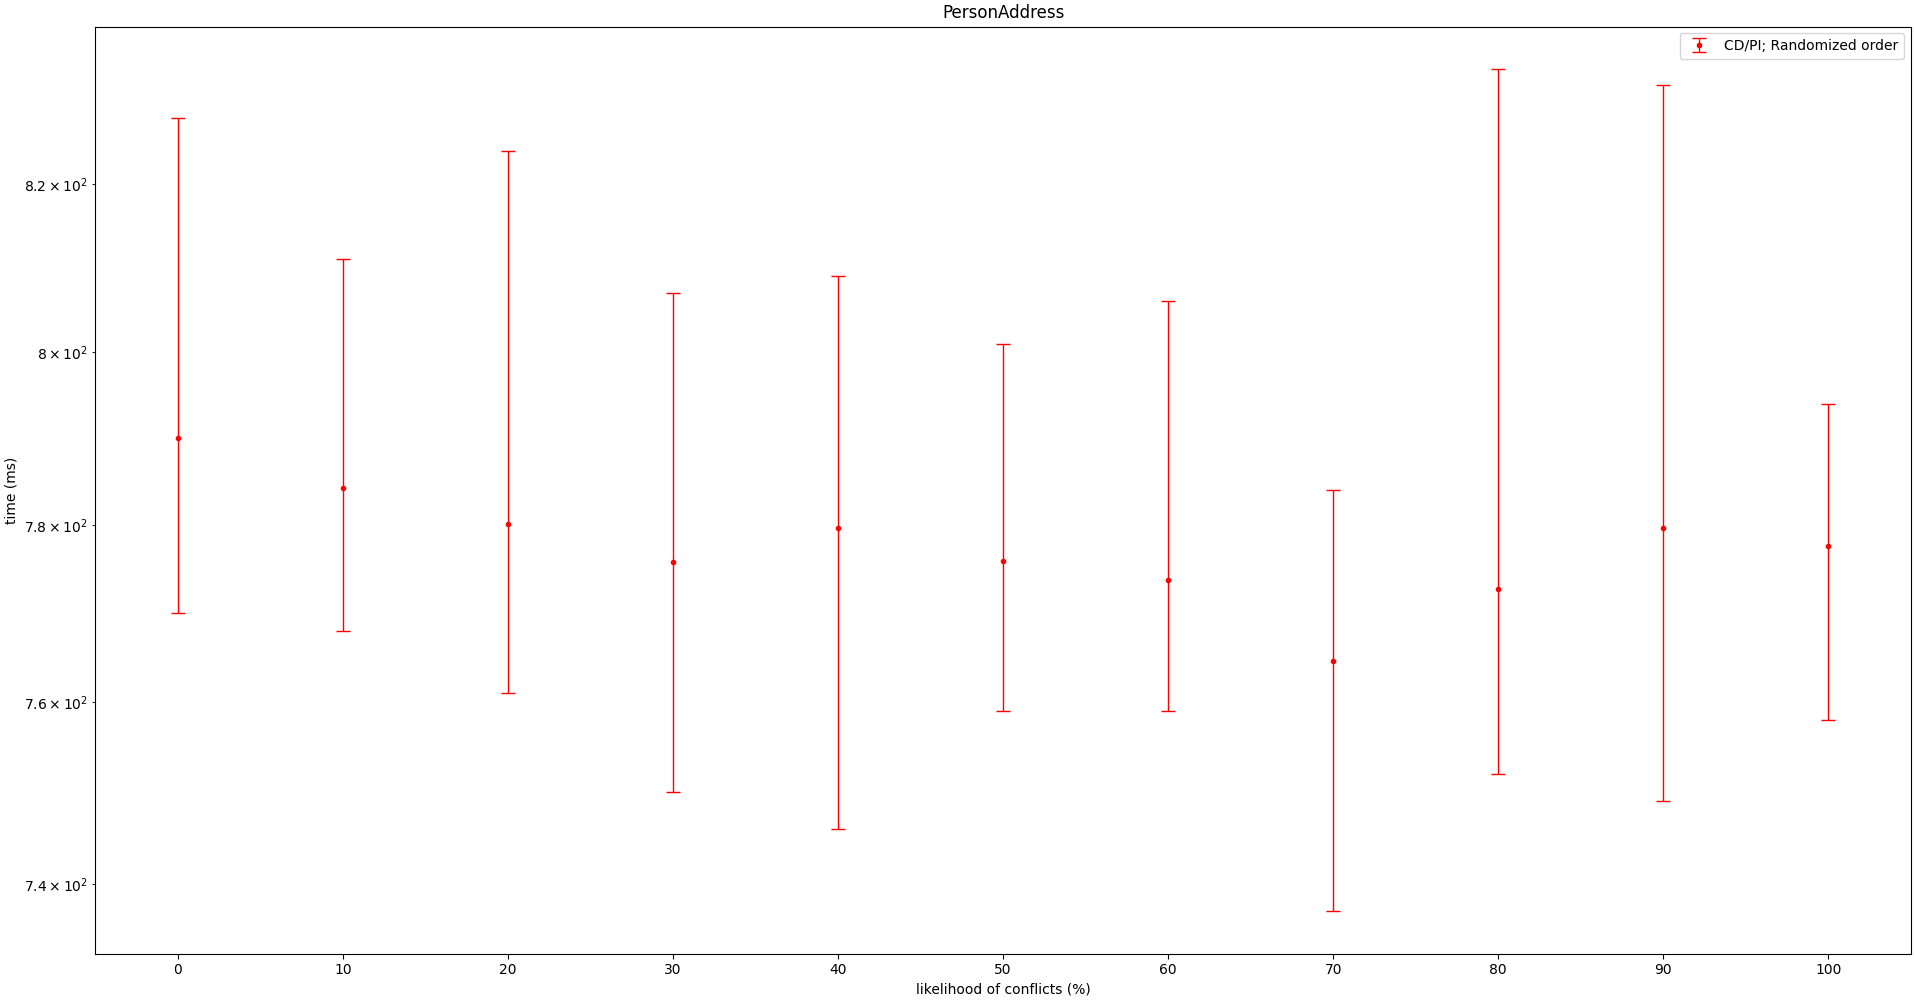 PersonAddress
CD/PI; Randomized order
8.2 × 10²
8 × 10²
7.8 × 10²
7.6 × 10²
7.4 × 10²
time (ms)
0 10 20 30 40 50 60 70 80 90 100
likelihood of conflicts (%)